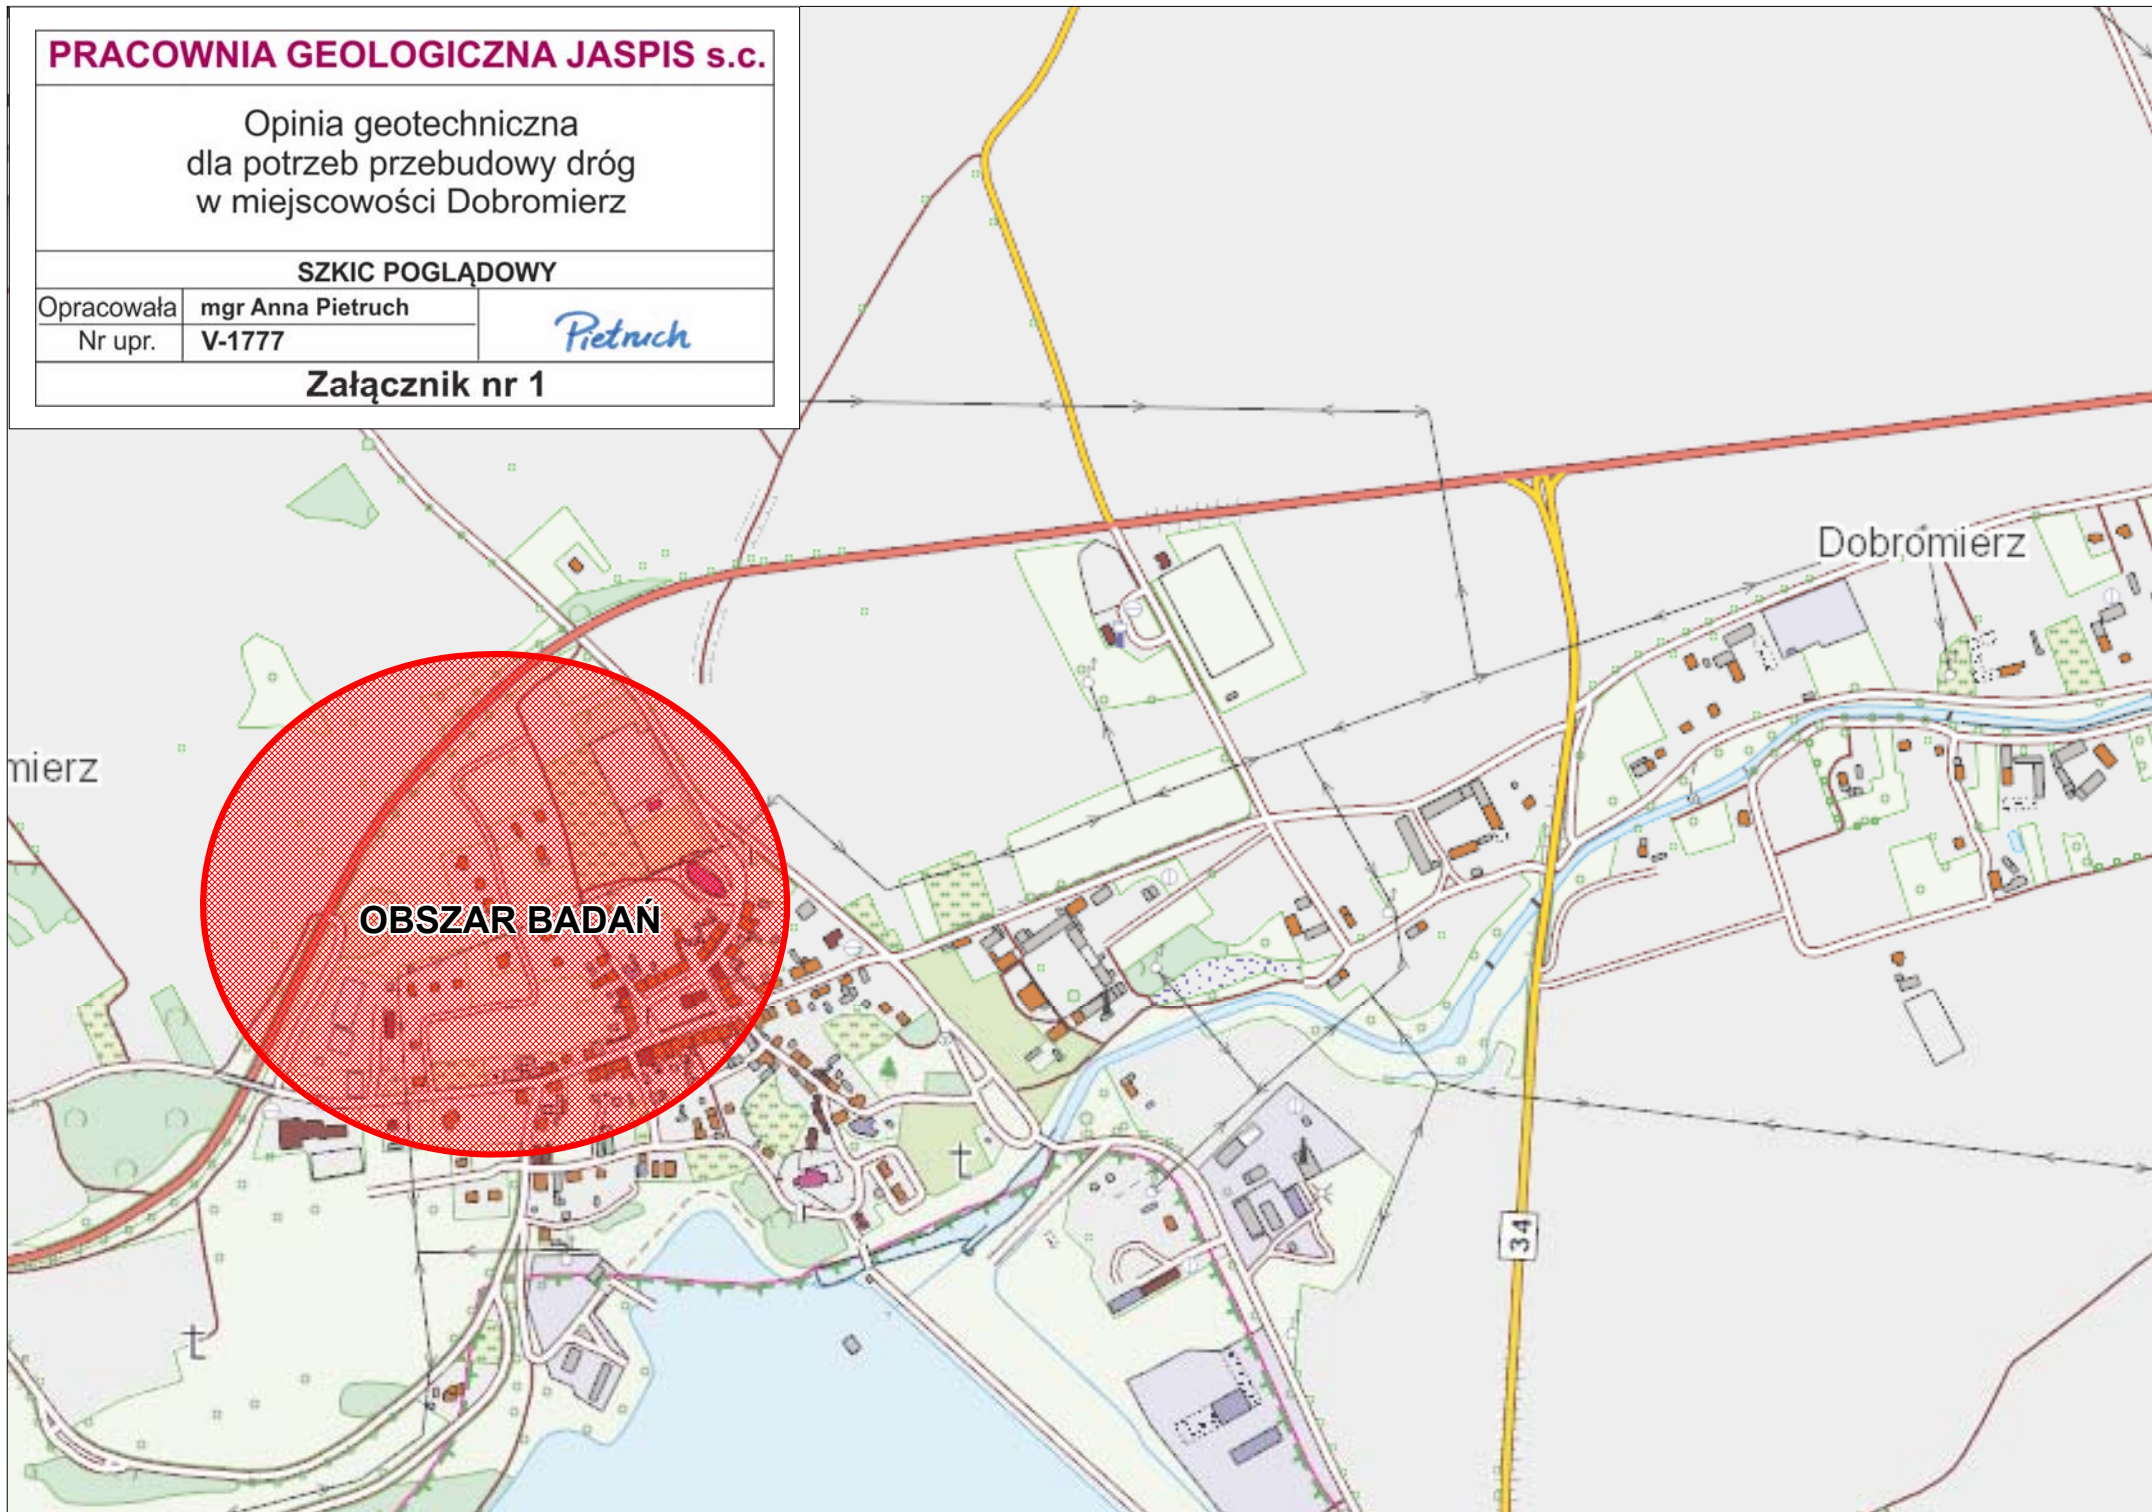 PRACOWNIA GEOLOGICZNA JASPIS s.c.
Opinia geotechniczna
dla potrzeb przebudowy dróg
w miejscowości Dobromierz
SZKIC POGLĄDOWY
Opracowała mgr Anna Pietruch
Pietruch
Nr upr. V-1777
Załącznik nr 1
Dobromierz
mierz
OBSZAR BADAŃ
34